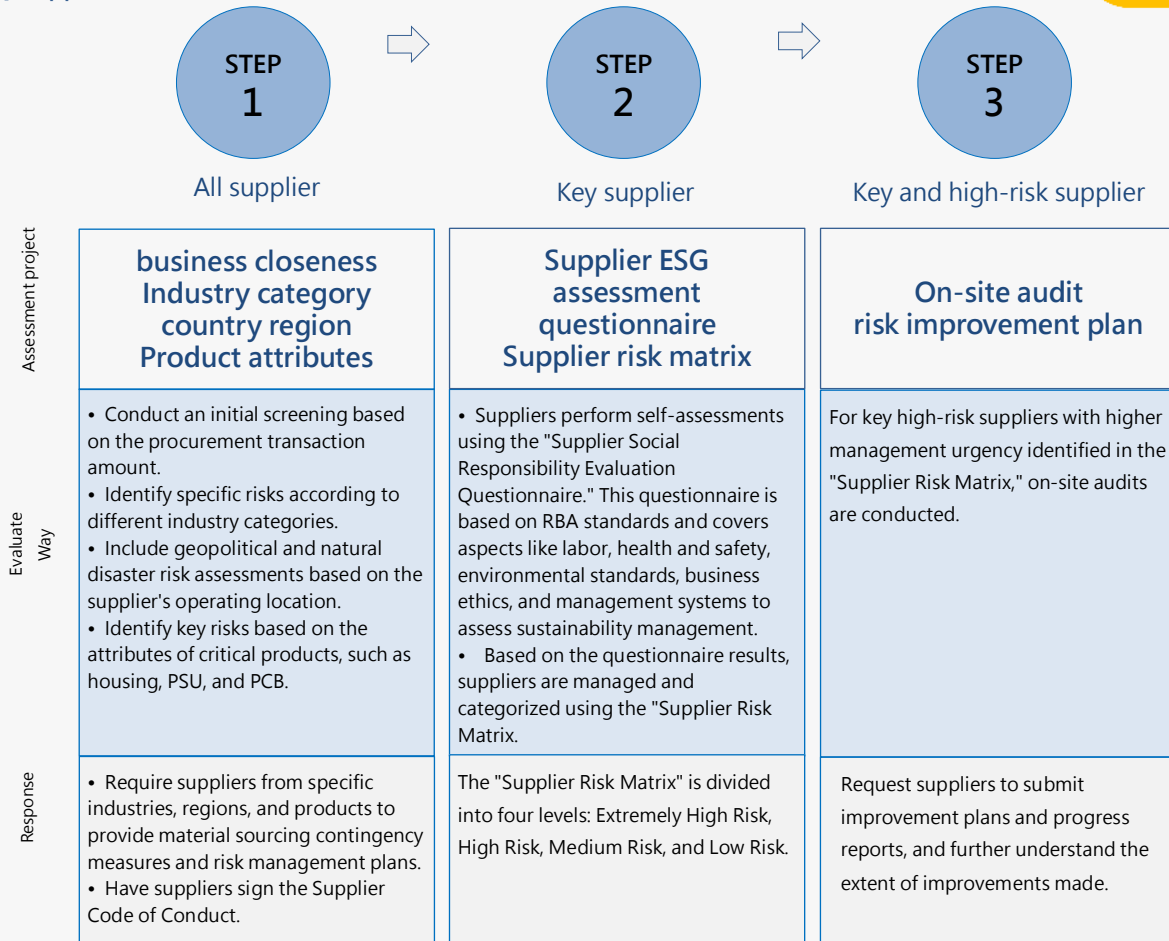 STEP
1
STEP
2
STEP
3
All supplier
Key supplier
Key and high-risk supplier
Assessment project
business closeness
Industry category
country region
Product attributes
Supplier ESG
assessment
questionnaire
Supplier risk matrix
On-site audit
risk improvement plan
Evaluate
Way
• Conduct an initial screening based
on the procurement transaction
amount.
• Identify specific risks according to
different industry categories.
• Include geopolitical and natural
disaster risk assessments based on the
supplier's operating location.
• Identify key risks based on the
attributes of critical products, such as
housing, PSU, and PCB.
• Suppliers perform self-assessments
using the "Supplier Social
Responsibility Evaluation
Questionnaire." This questionnaire is
based on RBA standards and covers
aspects like labor, health and safety,
environmental standards, business
ethics, and management systems to
assess sustainability management.
• Based on the questionnaire results,
suppliers are managed and
categorized using the "Supplier Risk
Matrix.
For key high-risk suppliers with higher
management urgency identified in the
"Supplier Risk Matrix," on-site audits
are conducted.
Response
• Require suppliers from specific
industries, regions, and products to
provide material sourcing contingency
measures and risk management plans.
• Have suppliers sign the Supplier
Code of Conduct.
The "Supplier Risk Matrix" is divided
into four levels: Extremely High Risk,
High Risk, Medium Risk, and Low Risk.
Request suppliers to submit
improvement plans and progress
reports, and further understand the
extent of improvements made.